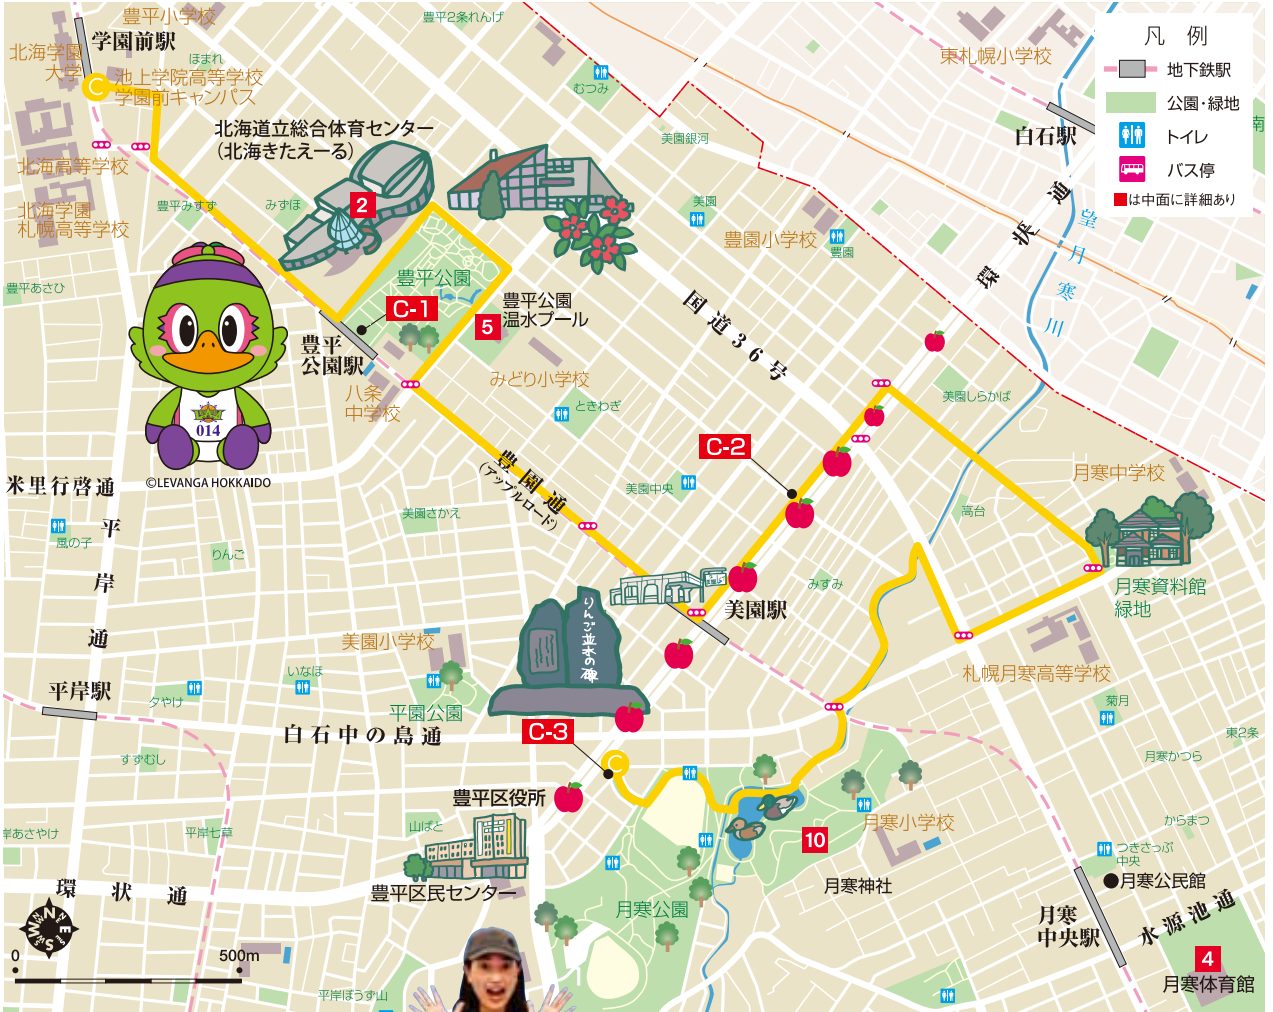 豊平小学校
学園前駅
北海学園
大学
池上学院高等学校
学園前キャンパス
C
ほまれ
豊平2条れんげ
むつみ
東札幌小学校
白石駅
凡 例
地下鉄駅
公園・緑地
トイレ
バス停
は中面に詳細あり
南
北海道立総合体育センター
(北海きたえーる)
2
美園銀河
北海高等学校
北海学園
札幌高等学校
豊平みすず
みずほ
美園
豊園小学校
豊園
環状通
望月寒川
豊平あさひ
豊平公園
C-1
5
豊平公園
温水プール
国道36号
豊平
公園駅
八条
中学校
みどり小学校
ときわぎ
美園しらかば
014
©LEVANGA HOKKAIDO
米里行啓通
平岸通
風の子
りんご
美園さかえ
豊園通
(アップルロード)
美園中央
C-2
高台
月寒中学校
月寒資料館
緑地
みすみ
美園駅
りんご並木の碑
美園小学校
いなほ
平園公園
平岸駅
夕やけ
白石中の島通
すずむし
C-3
C
札幌月寒高等学校
菊月
東2条
月寒かつら
豊平区役所
山ばと
豊平区民センター
岸あさやけ
平岸七草
環状通
10
月寒小学校
月寒神社
月寒公園
からまつ
つきさっぷ
中央
月寒公民館
月寒
中央駅
水源池通
4
月寒体育館
N
E
S
W
0
500m
平岸ぼうず山